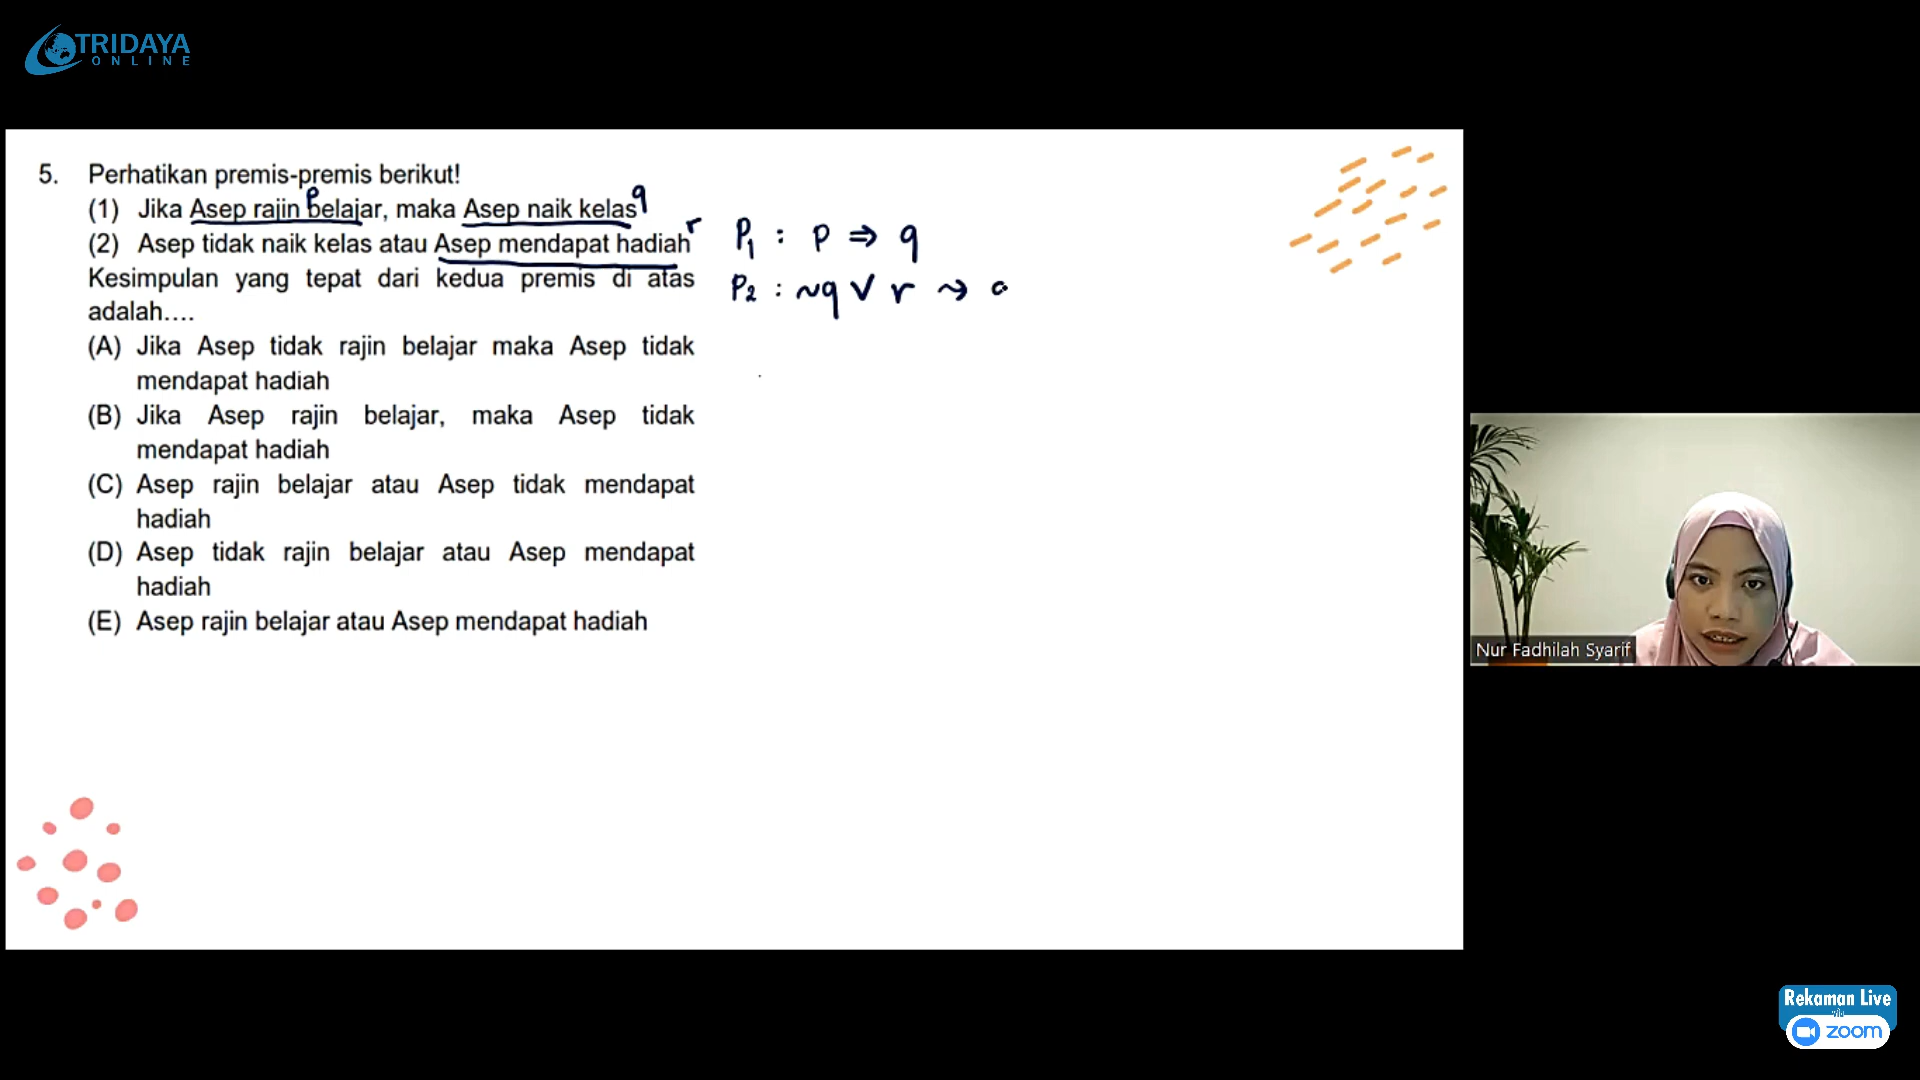 TRIDAYA
ONLINE
5. Perhatikan premis-premis berikut!
p q
(1) Jika Asep rajin belajar, maka Asep naik kelas
r
(2) Asep tidak naik kelas atau Asep mendapat hadiah
Kesimpulan yang tepat dari kedua premis di atas
adalah....
(A) Jika Asep tidak rajin belajar maka Asep tidak
mendapat hadiah
(B) Jika Asep rajin belajar, maka Asep tidak
mendapat hadiah
(C) Asep rajin belajar atau Asep tidak mendapat
hadiah
(D) Asep tidak rajin belajar atau Asep mendapat
hadiah
(E) Asep rajin belajar atau Asep mendapat hadiah
P₁ : p ⇒ q
P₂ : ~q ∨ r ⇝
Nur Fadhilah Syarif
Rekaman Live
via
zoom